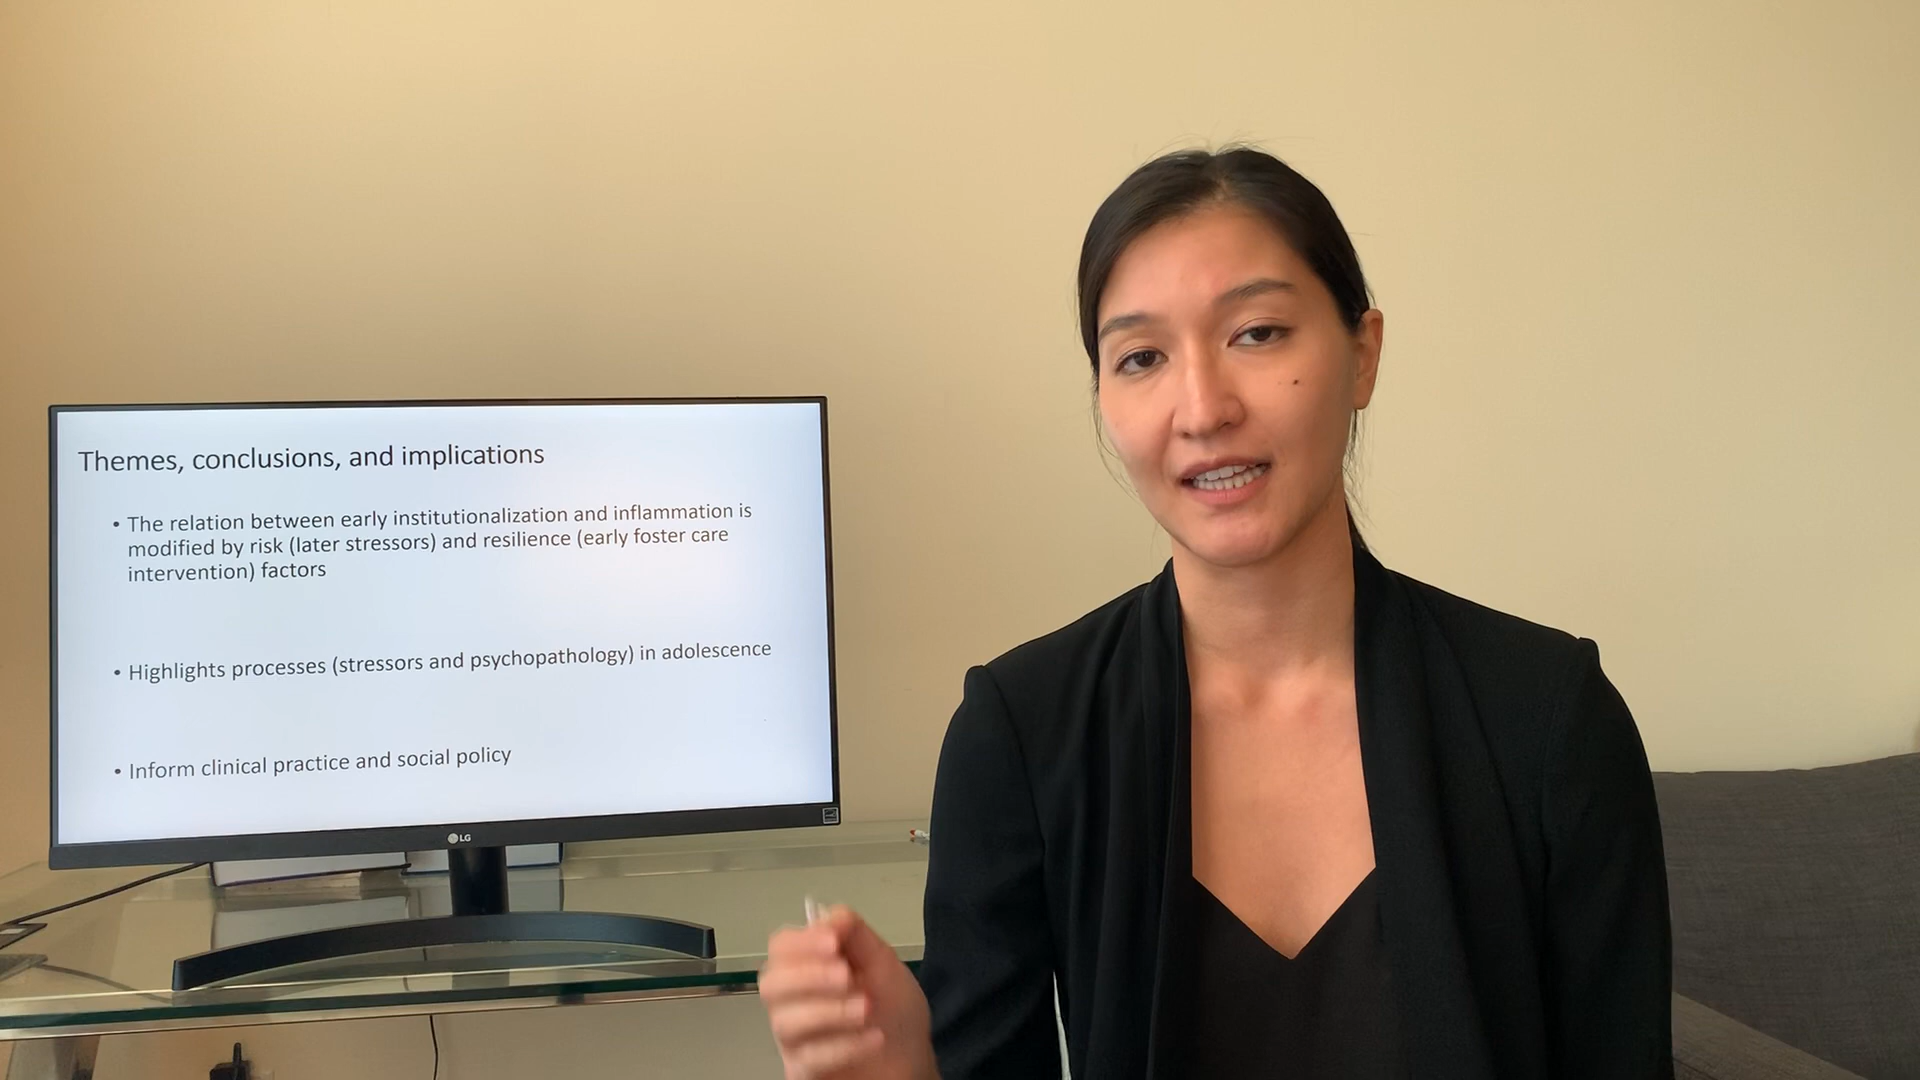 Themes, conclusions, and implications
• The relation between early institutionalization and inflammation is
modified by risk (later stressors) and resilience (early foster care
intervention) factors
• Highlights processes (stressors and psychopathology) in adolescence
• Inform clinical practice and social policy
LG